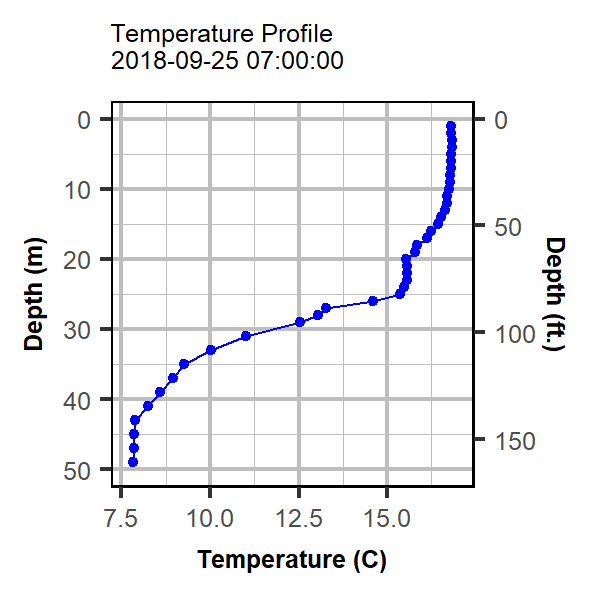 Temperature Profile
2018-09-25 07:00:00
0
10
20
30
40
50
Depth (m)
0
50
100
150
Depth (ft.)
7.5 10.0 12.5 15.0
Temperature (C)